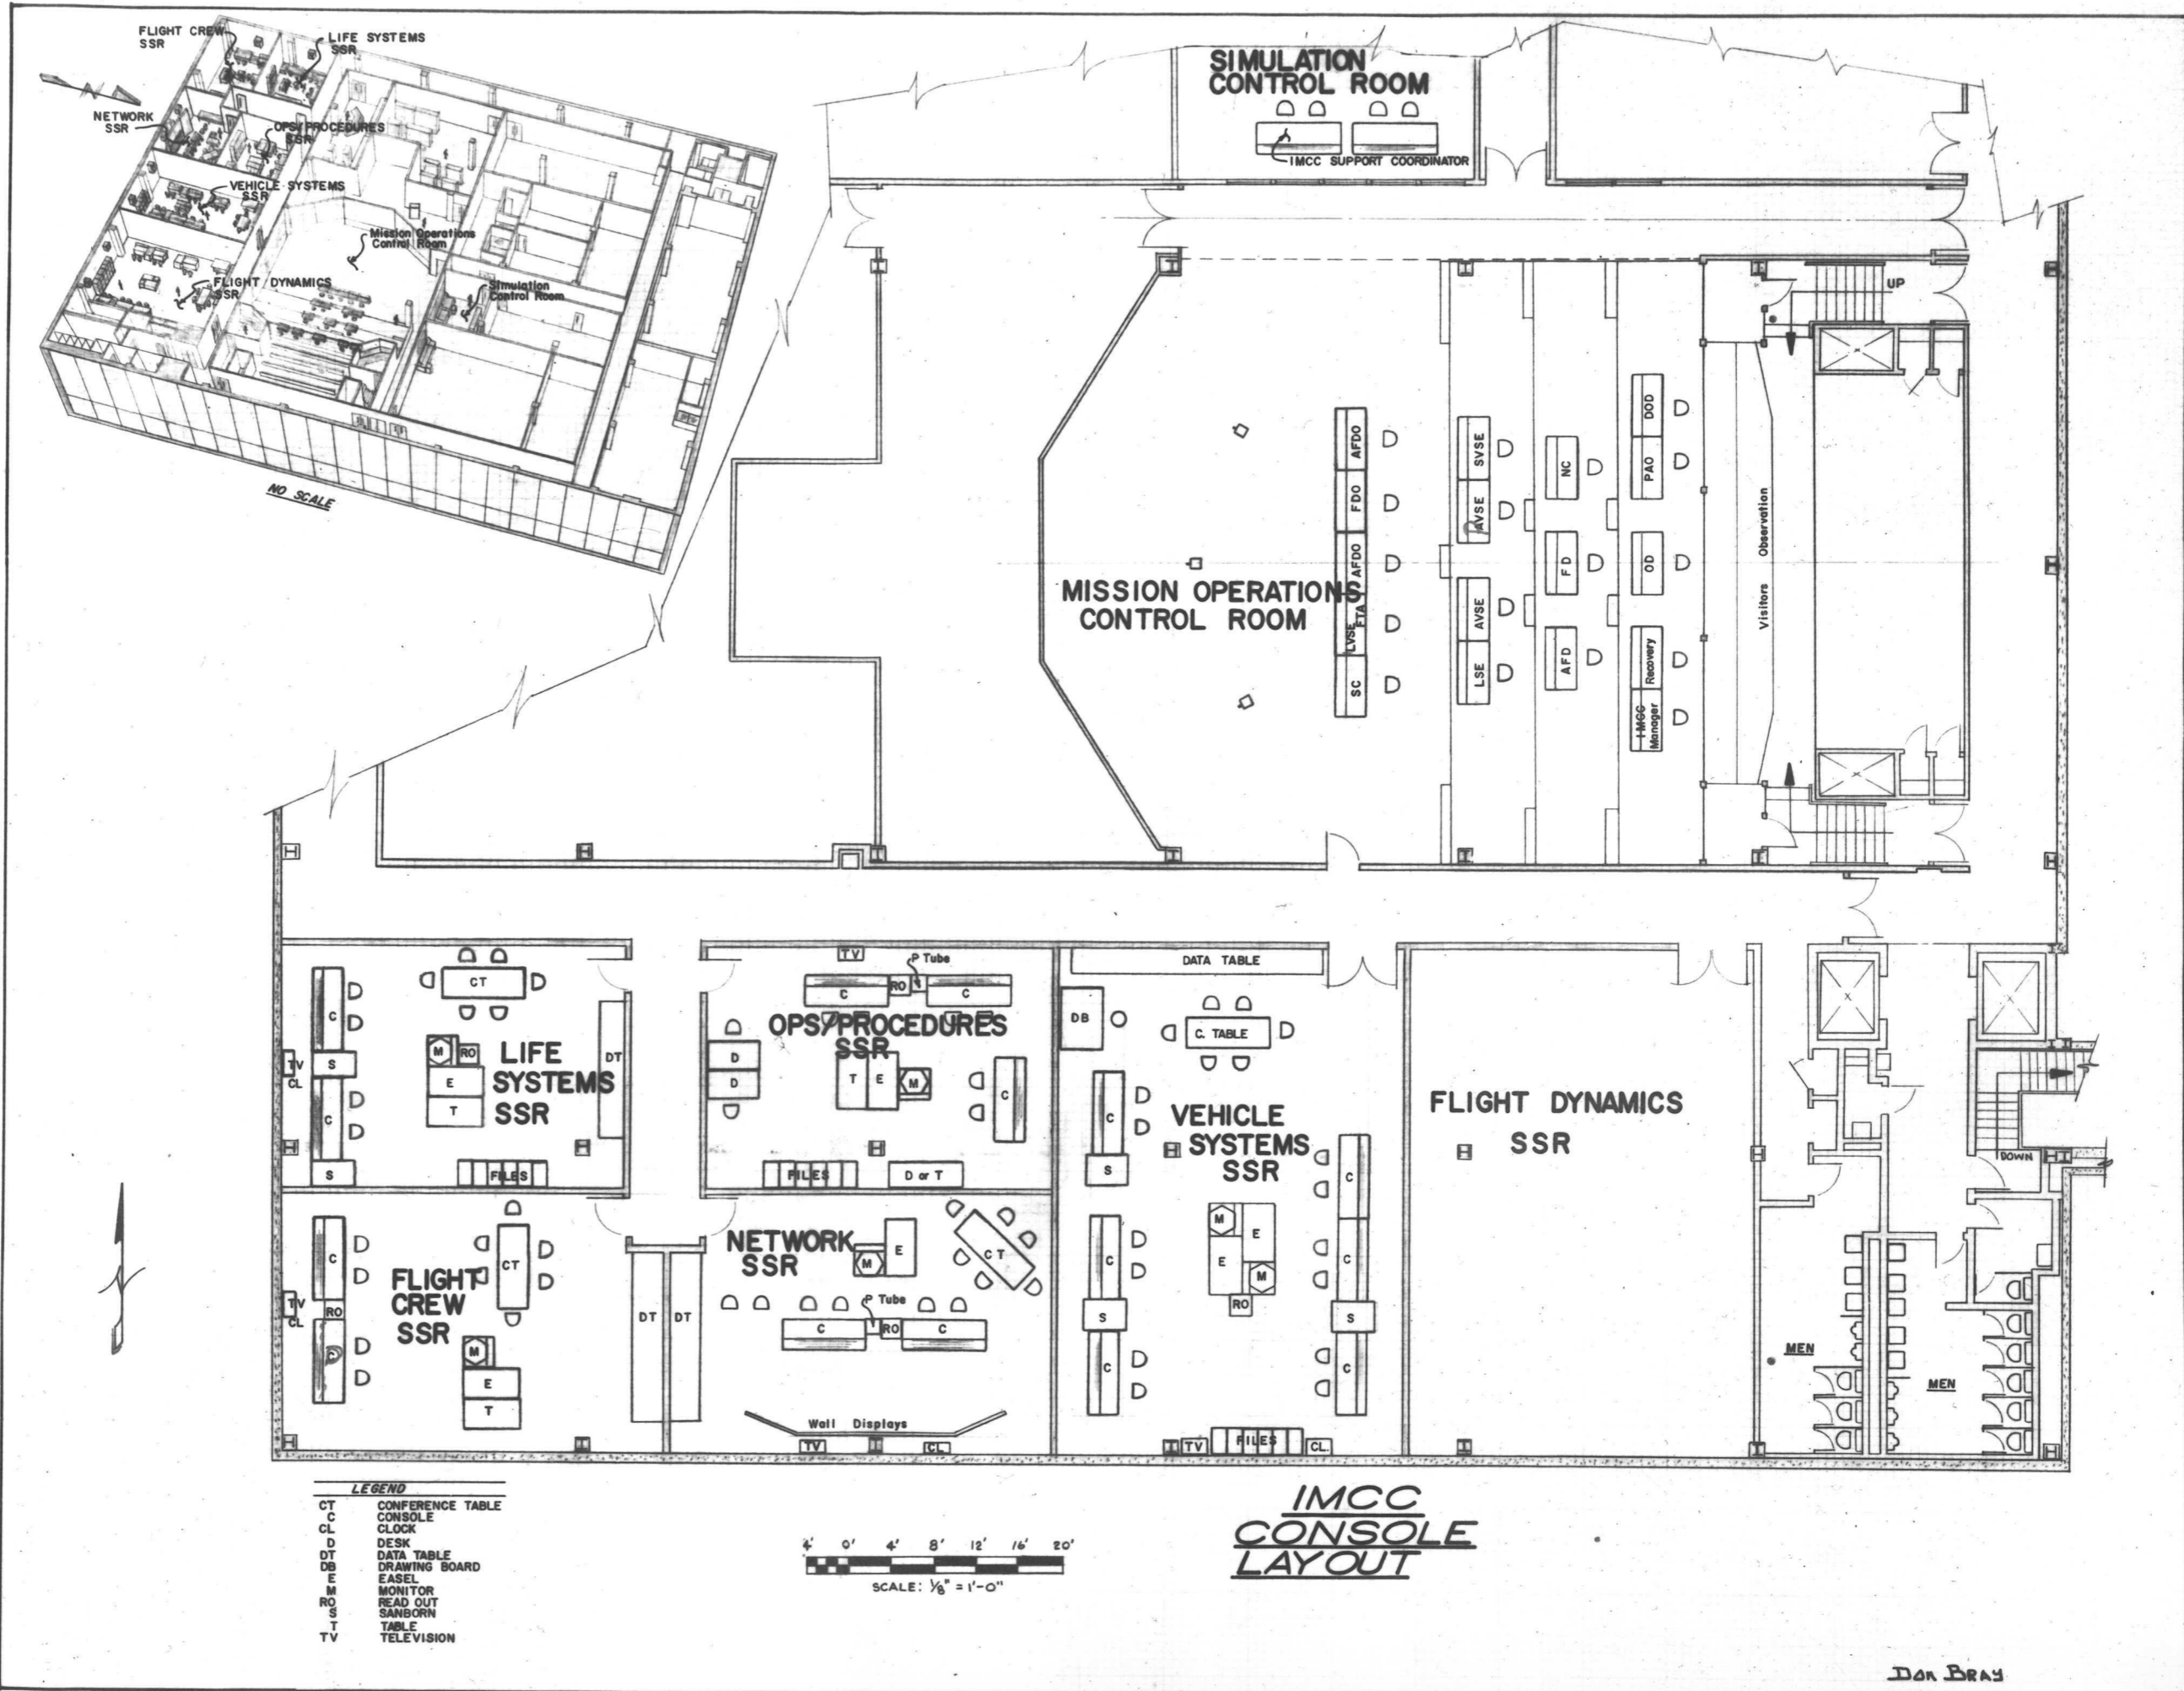 FLIGHT CREW
SSR
LIFE SYSTEMS
SSR
N
NETWORK
SSR
OPS/PROCEDURES
SSR
VEHICLE SYSTEMS
SSR
Mission Operations
Control Room
FLIGHT DYNAMICS
SSR
Simulation
Control Room
NO SCALE
SIMULATION
CONTROL ROOM
IMCC SUPPORT COORDINATOR
UP
MISSION OPERATIONS
CONTROL ROOM
AFDO
FDO
AFDO
FTA
LVSE
SC
SVSE
AVSE
AVSE
LSE
NC
FD
AFD
DOD
PAO
OD
Recovery
IMCC
Manager
Visitors Observation
CT
C
S
TV
CL
C
S
M
RO
E
T
LIFE
SYSTEMS
SSR
DT
FILES
TV
P Tube
C
RO
C
OPS/PROCEDURES
SSR
D
D
T
E
M
C
FILES
D or T
DATA TABLE
DB
C. TABLE
C
S
VEHICLE
SYSTEMS
SSR
C
C
S
C
C
S
C
M
E
E
M
RO
TV
FILES
CL.
FLIGHT DYNAMICS
SSR
DOWN
MEN
MEN
C
TV
CL
RO
C
FLIGHT
CREW
SSR
CT
M
E
T
DT
DT
NETWORK
SSR
E
M
CT
P Tube
C
RO
C
Wall Displays
TV
CL
LEGEND
CT CONFERENCE TABLE
C CONSOLE
CL CLOCK
D DESK
DT DATA TABLE
DB DRAWING BOARD
E EASEL
M MONITOR
RO READ OUT
S SANBORN
T TABLE
TV TELEVISION
4' 0' 4' 8' 12' 16' 20'
SCALE: 1/8" = 1'-0"
IMCC
CONSOLE
LAYOUT
Don BRAY